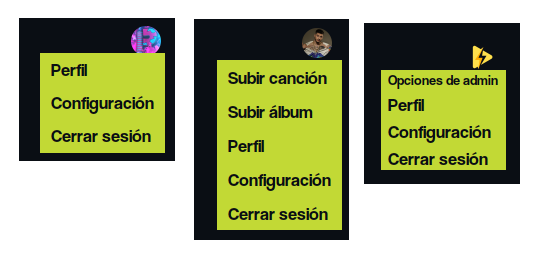 Perfil
Configuración
Cerrar sesión
Subir canción
Subir álbum
Perfil
Configuración
Cerrar sesión
Opciones de admin
Perfil
Configuración
Cerrar sesión